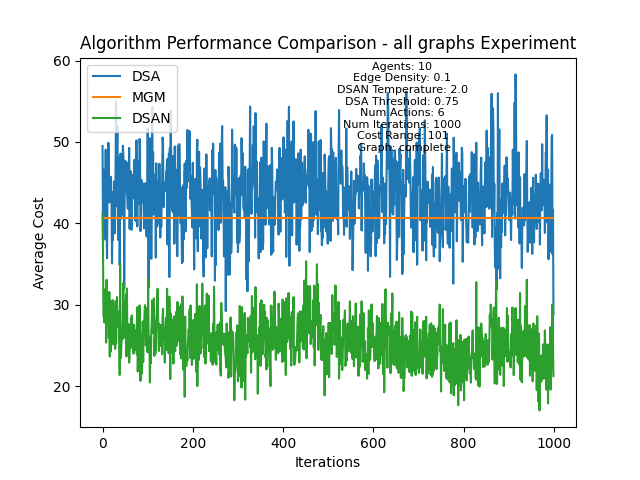 Algorithm Performance Comparison - all graphs Experiment
DSA
MGM
DSAN
Agents: 10
Edge Density: 0.1
DSAN Temperature: 2.0
DSA Threshold: 0.75
Num Actions: 6
Num Iterations: 1000
Cost Range: 101
Graph: complete
Average Cost
60
50
40
30
20
0
200
400
600
800
1000
Iterations